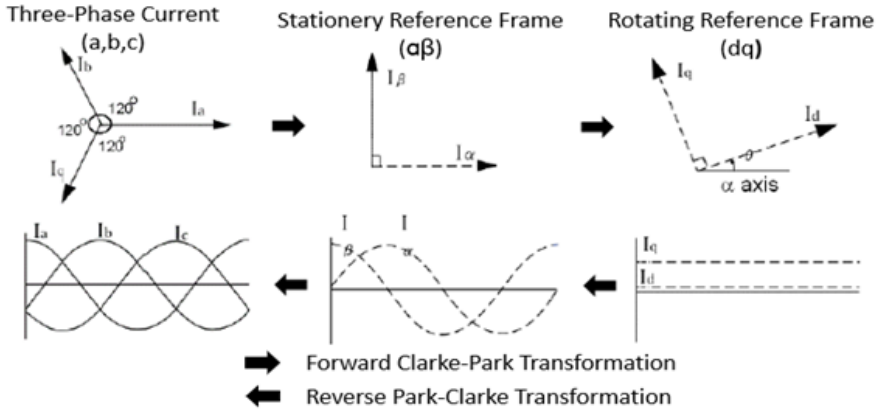 Three-Phase Current
(a,b,c)
Stationery Reference Frame
(αβ)
Rotating Reference Frame
(dq)
Ib
120°
Ia
120°
120°
Iq
Iβ
Iα
Iq
Id
θ
α axis
Ia
Ib
Ic
I
β
I
α
Iq
Id
Forward Clarke-Park Transformation
Reverse Park-Clarke Transformation